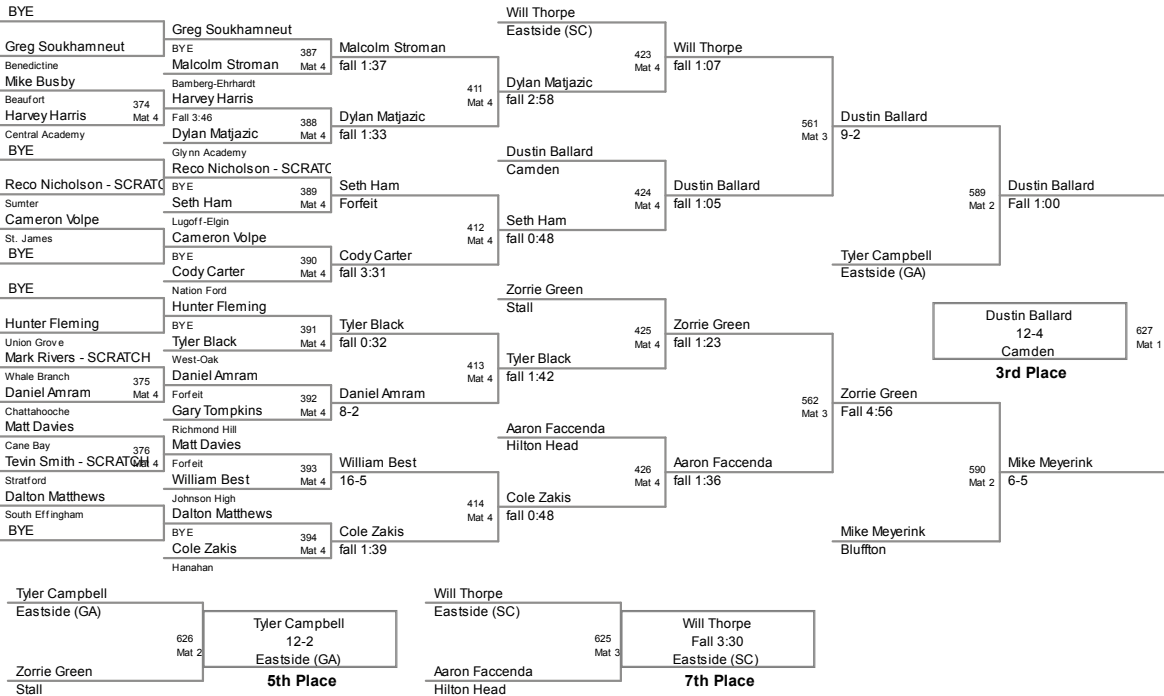 BYE
Greg Soukhamneut
Benedictine
Mike Busby
Beaufort
374
Mat 4
Harvey Harris
Central Academy
BYE
Reco Nicholson - SCRATC
Sumter
Cameron Volpe
St. James
BYE
BYE
Hunter Fleming
Union Grove
Mark Rivers - SCRATCH
Whale Branch
375
Mat 4
Daniel Amram
Chattahooche
Matt Davies
Cane Bay
376
Mat 4
Tevin Smith - SCRATCH
Stratford
Dalton Matthews
South Effingham
BYE
Greg Soukhamneut
BYE
387
Mat 4
Malcolm Stroman
Bamberg-Ehrhardt
Harvey Harris
Fall 3:46
388
Mat 4
Dylan Matjazic
Glynn Academy
Reco Nicholson - SCRATC
BYE
389
Mat 4
Seth Ham
Lugoff-Elgin
Cameron Volpe
BYE
390
Mat 4
Cody Carter
Nation Ford
Hunter Fleming
BYE
391
Mat 4
Tyler Black
West-Oak
Daniel Amram
Forfeit
392
Mat 4
Gary Tompkins
Richmond Hill
Matt Davies
Forfeit
393
Mat 4
William Best
Johnson High
Dalton Matthews
BYE
394
Mat 4
Cole Zakis
Hanahan
Malcolm Stroman
fall 1:37
411
Mat 4
Dylan Matjazic
fall 1:33
Seth Ham
Forfeit
412
Mat 4
Cody Carter
fall 3:31
Tyler Black
fall 0:32
413
Mat 4
Daniel Amram
8-2
William Best
16-5
414
Mat 4
Cole Zakis
fall 1:39
Will Thorpe
Eastside (SC)
423
Mat 4
Dylan Matjazic
fall 2:58
Dustin Ballard
Camden
424
Mat 4
Seth Ham
fall 0:48
Zorrie Green
Stall
425
Mat 4
Tyler Black
fall 1:42
Aaron Faccenda
Hilton Head
426
Mat 4
Cole Zakis
fall 0:48
Will Thorpe
fall 1:07
561
Mat 3
Dustin Ballard
fall 1:05
Zorrie Green
fall 1:23
562
Mat 3
Aaron Faccenda
fall 1:36
Dustin Ballard
9-2
589
Mat 2
Tyler Campbell
Eastside (GA)
Zorrie Green
Fall 4:56
590
Mat 2
Mike Meyerink
Bluffton
Dustin Ballard
Fall 1:00
Dustin Ballard
12-4
Camden
627
Mat 1
3rd Place
Mike Meyerink
6-5
Tyler Campbell
Eastside (GA)
626
Mat 2
Zorrie Green
Stall
Tyler Campbell
12-2
Eastside (GA)
5th Place
Will Thorpe
Eastside (SC)
625
Mat 3
Aaron Faccenda
Hilton Head
Will Thorpe
Fall 3:30
Eastside (SC)
7th Place